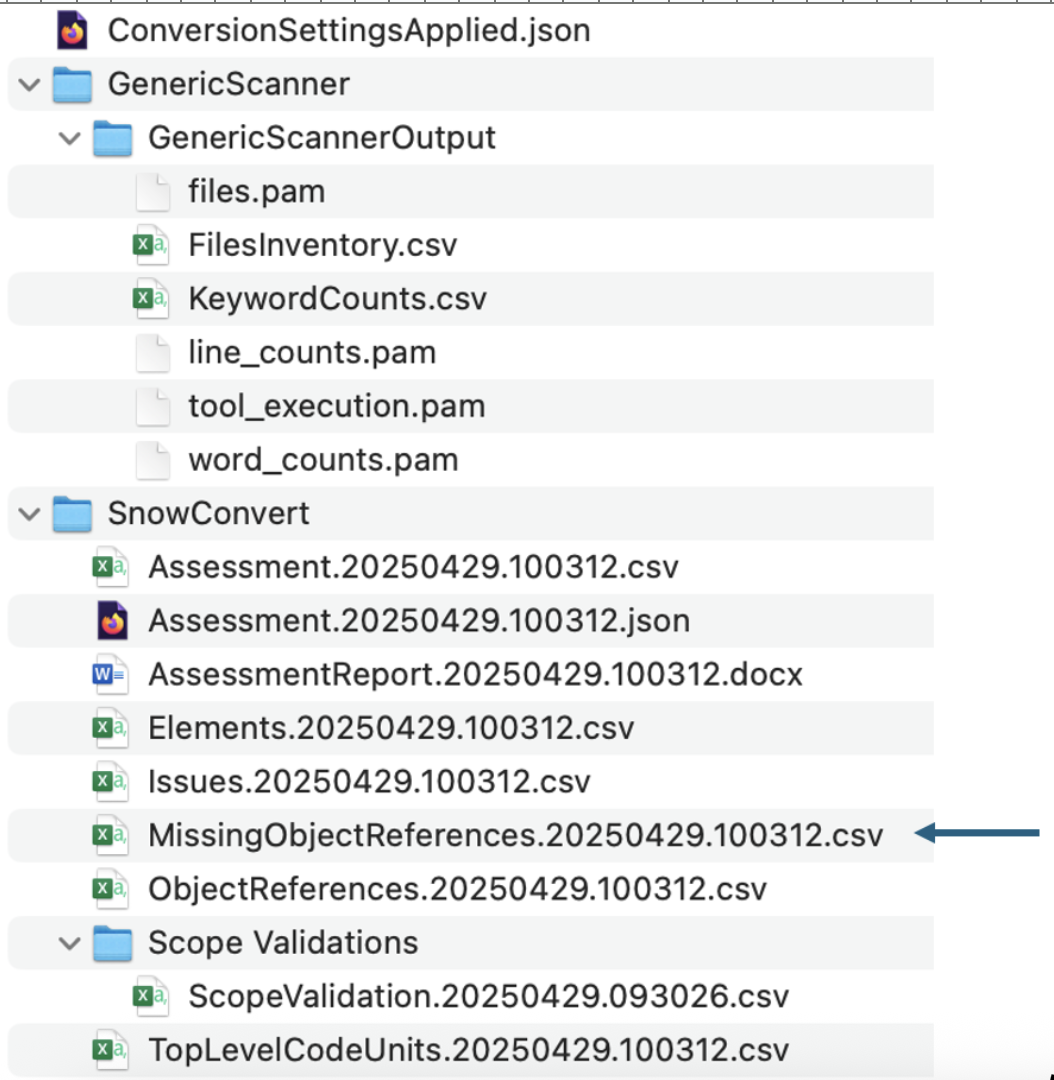 ConversionSettingsApplied.json
GenericScanner
GenericScannerOutput
files.pam
FilesInventory.csv
KeywordCounts.csv
line_counts.pam
tool_execution.pam
word_counts.pam
SnowConvert
Assessment.20250429.100312.csv
Assessment.20250429.100312.json
AssessmentReport.20250429.100312.docx
Elements.20250429.100312.csv
Issues.20250429.100312.csv
MissingObjectReferences.20250429.100312.csv
ObjectReferences.20250429.100312.csv
Scope Validations
ScopeValidation.20250429.093026.csv
TopLevelCodeUnits.20250429.100312.csv